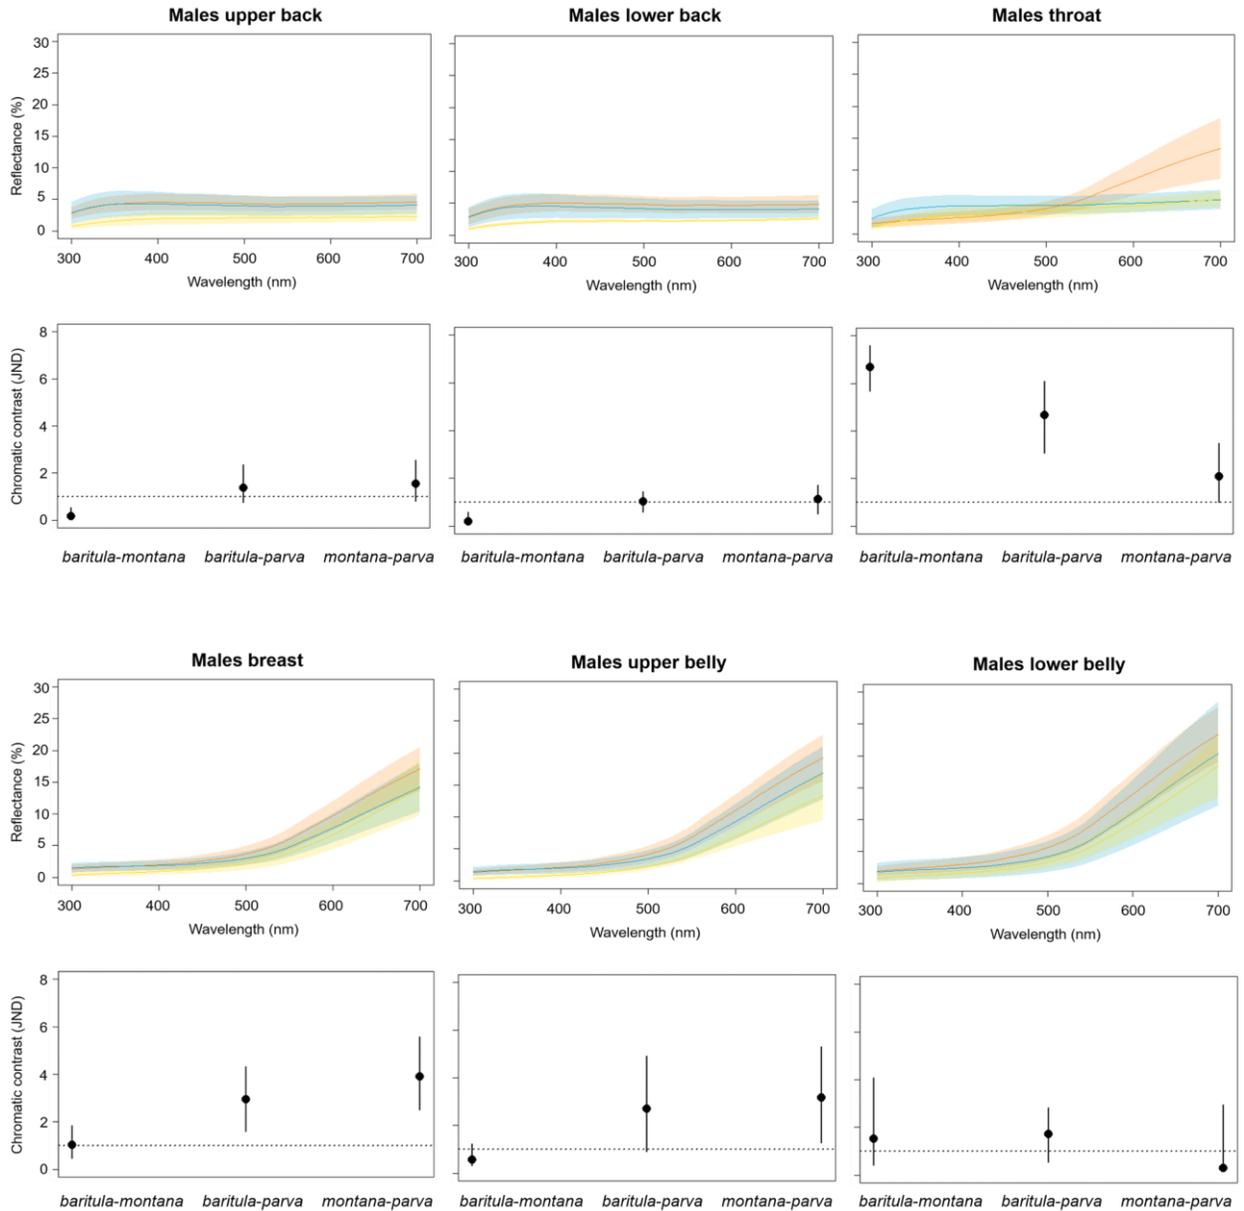 Males upper back
Males lower back
Males throat
Reflectance (%)
30
25
20
15
10
5
0
300 400 500 600 700
300 400 500 600 700
300 400 500 600 700
Wavelength (nm)
Wavelength (nm)
Wavelength (nm)
Chromatic contrast (JND)
8
6
4
2
0
baritula-montana baritula-parva montana-parva
baritula-montana baritula-parva montana-parva
baritula-montana baritula-parva montana-parva
Males breast
Males upper belly
Males lower belly
Reflectance (%)
30
25
20
15
10
5
0
300 400 500 600 700
300 400 500 600 700
300 400 500 600 700
Wavelength (nm)
Wavelength (nm)
Wavelength (nm)
Chromatic contrast (JND)
8
6
4
2
0
baritula-montana baritula-parva montana-parva
baritula-montana baritula-parva montana-parva
baritula-montana baritula-parva montana-parva